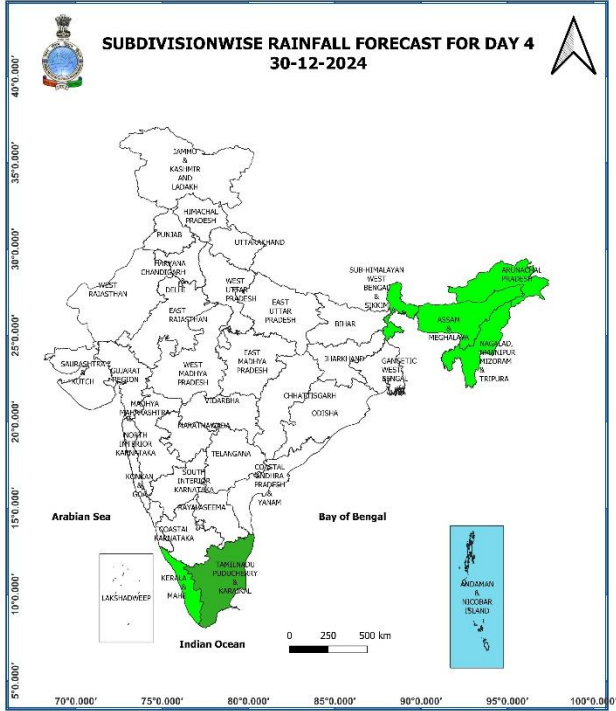 SUBDIVISIONWISE RAINFALL FORECAST FOR DAY 4
30-12-2024
40°0.000'
35°0.000'
30°0.000'
25°0.000'
20°0.000'
15°0.000'
10°0.000'
5°0.000'
JAMMO
&
KASHMIR
AND
LADAKH
HIMACHAL
PRADESH
PUNJAB
UTTARAKHAND
HARYANA
CHANDIGARH
&
DELHI
WEST
RAJASTHAN
WEST
UTTAR
PRADESH
EAST
RAJASTHAN
EAST
UTTAR
PRADESH
SUB-HIMALAYAN
WEST
BENGAL
&
SIKKIM
ARUNACHAL
PRADESH
ASSAM
&
MEGHALAYA
BIHAR
NAGALAD,
MANIPUR
MIZORAM
&
TRIPURA
SAURASHTRA
&
KUTCH
GUJARAT
REGION
WEST
MADHYA
PRADESH
EAST
MADHYA
PRADESH
JHARKHAND
GANGETIC
WEST
BENGAL
CHHATTISGARH
ODISHA
VIDARBHA
MADHYA
MAHARASHTRA
MARATHAWADA
NORTH
INTERIOR
KARNATAKA
TELANGANA
KONKAN
&
GOA
SOUTH
INTERIOR
KARNATAKA
COASTAL
ANDHRA
PRADESH
&
YANAM
RAYALASEEMA
COASTAL
KARNATAKA
Arabian Sea
Bay of Bengal
TAMILNADU
PUDUCHERRY
&
KARAIKAL
KERALA
&
MAHE
LAKSHADWEEP
ANDAMAN
&
NICOBAR
ISLAND
Indian Ocean
0 250 500 km
70°0.000' 75°0.000' 80°0.000' 85°0.000' 90°0.000' 95°0.000' 100°0.000'